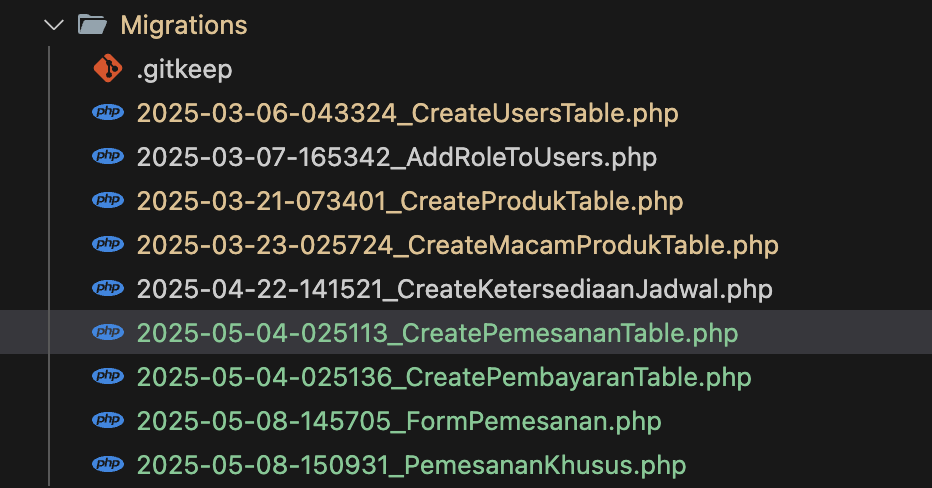 Migrations
.gitkeep
php 2025-03-06-043324_CreateUsersTable.php
php 2025-03-07-165342_AddRoleToUsers.php
php 2025-03-21-073401_CreateProdukTable.php
php 2025-03-23-025724_CreateMacamProdukTable.php
php 2025-04-22-141521_CreateKetersediaanJadwal.php
php 2025-05-04-025113_CreatePemesananTable.php
php 2025-05-04-025136_CreatePembayaranTable.php
php 2025-05-08-145705_FormPemesanan.php
php 2025-05-08-150931_PemesananKhusus.php